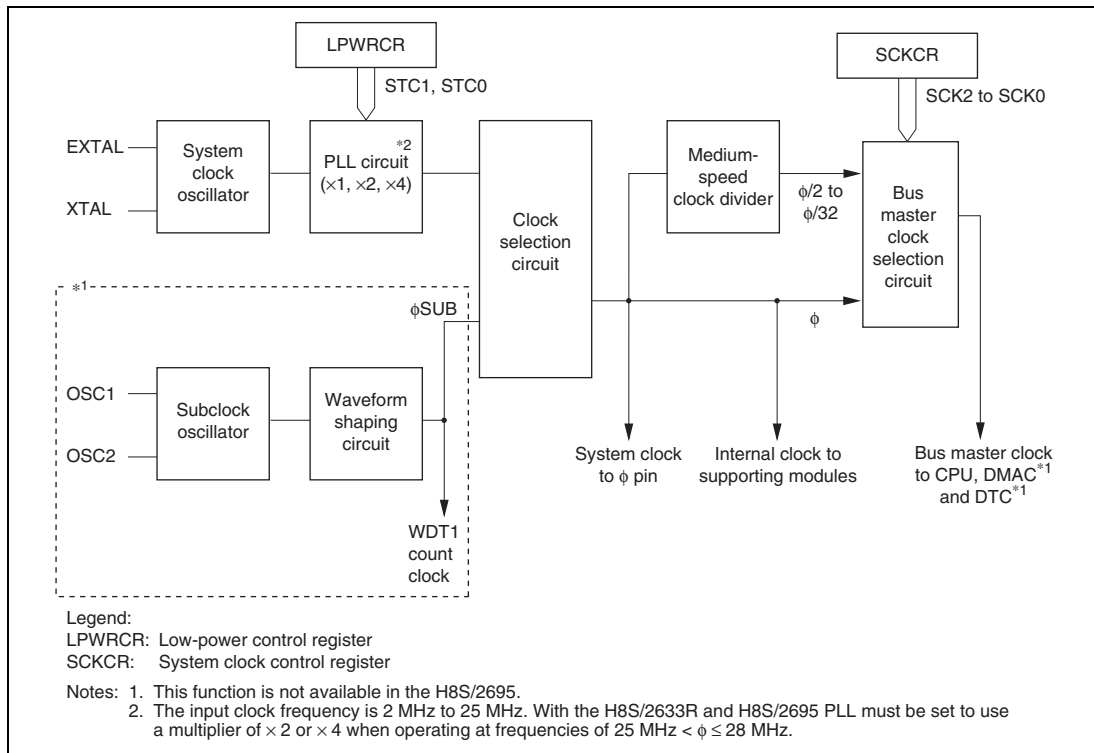 LPWRCR
STC1, STC0
SCKCR
SCK2 to SCK0
EXTAL
XTAL
System
clock
oscillator
*2
PLL circuit
(×1, ×2, ×4)
Clock
selection
circuit
Medium-
speed
clock divider
ϕ/2 to
ϕ/32
Bus
master
clock
selection
circuit
ϕ
*1
ϕSUB
OSC1
OSC2
Subclock
oscillator
Waveform
shaping
circuit
WDT1
count
clock
System clock
to ϕ pin
Internal clock to
supporting modules
Bus master clock
to CPU, DMAC*1
and DTC*1
Legend:
LPWRCR: Low-power control register
SCKCR: System clock control register
Notes: 1. This function is not available in the H8S/2695.
2. The input clock frequency is 2 MHz to 25 MHz. With the H8S/2633R and H8S/2695 PLL must be set to use
a multiplier of × 2 or × 4 when operating at frequencies of 25 MHz < ϕ ≤ 28 MHz.